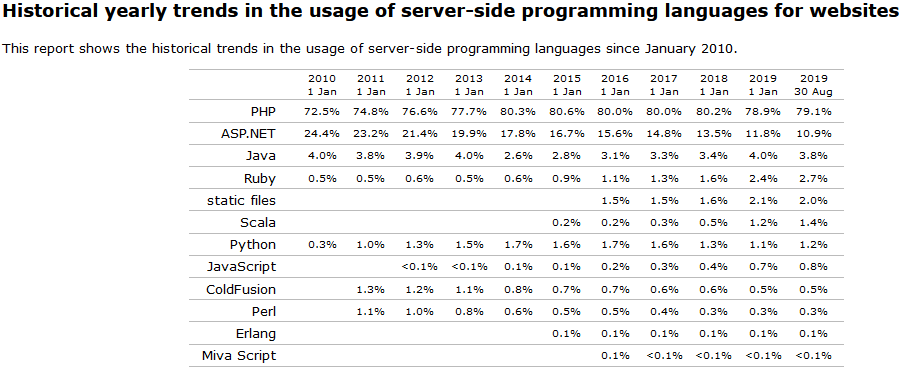 Historical yearly trends in the usage of server-side programming languages for websites
This report shows the historical trends in the usage of server-side programming languages since January 2010.
2010 2011 2012 2013 2014 2015 2016 2017 2018 2019 2019
1 Jan 1 Jan 1 Jan 1 Jan 1 Jan 1 Jan 1 Jan 1 Jan 1 Jan 1 Jan 30 Aug
PHP 72.5% 74.8% 76.6% 77.7% 80.3% 80.6% 80.0% 80.0% 80.2% 78.9% 79.1%
ASP.NET 24.4% 23.2% 21.4% 19.9% 17.8% 16.7% 15.6% 14.8% 13.5% 11.8% 10.9%
Java 4.0% 3.8% 3.9% 4.0% 2.6% 2.8% 3.1% 3.3% 3.4% 4.0% 3.8%
Ruby 0.5% 0.5% 0.6% 0.5% 0.6% 0.9% 1.1% 1.3% 1.6% 2.4% 2.7%
static files 1.5% 1.5% 1.6% 2.1% 2.0%
Scala 0.2% 0.2% 0.3% 0.5% 1.2% 1.4%
Python 0.3% 1.0% 1.3% 1.5% 1.7% 1.6% 1.7% 1.6% 1.3% 1.1% 1.2%
JavaScript <0.1% <0.1% 0.1% 0.1% 0.2% 0.3% 0.4% 0.7% 0.8%
ColdFusion 1.3% 1.2% 1.1% 0.8% 0.7% 0.7% 0.6% 0.6% 0.5% 0.5%
Perl 1.1% 1.0% 0.8% 0.6% 0.5% 0.5% 0.4% 0.3% 0.3% 0.3%
Erlang 0.1% 0.1% 0.1% 0.1% 0.1% 0.1%
Miva Script 0.1% <0.1% <0.1% <0.1% <0.1%